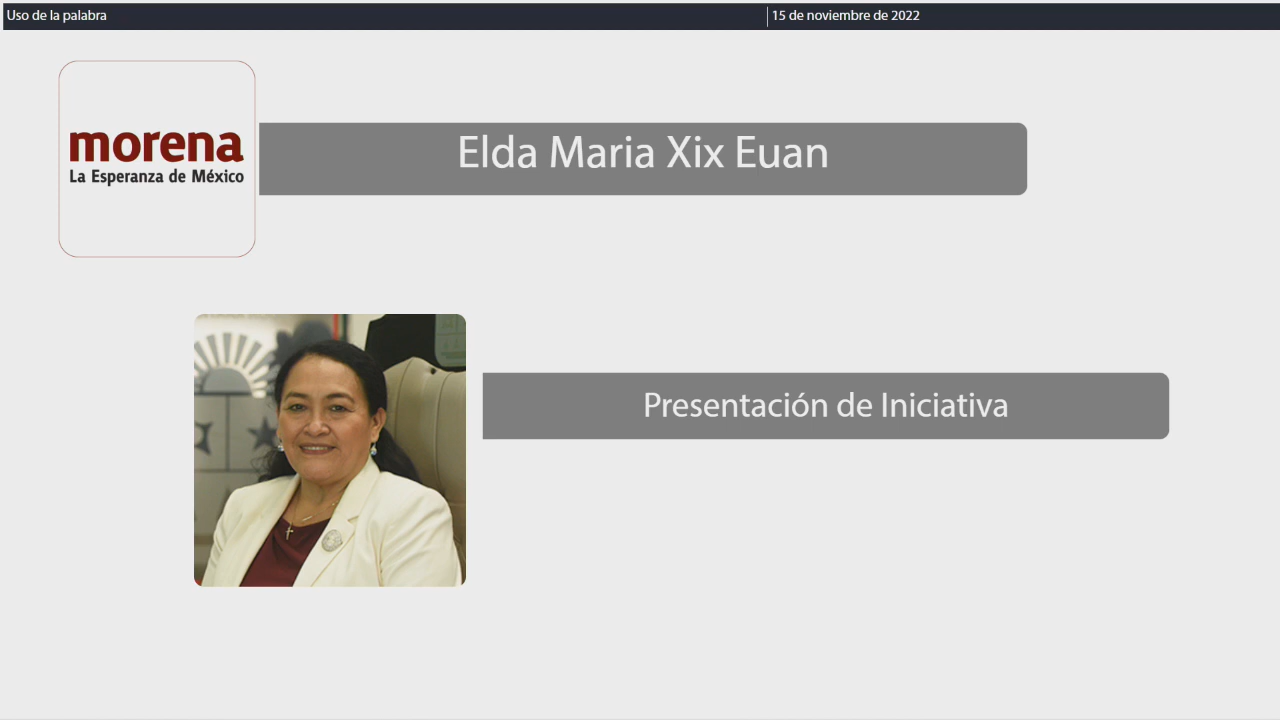 Uso de la palabra
15 de noviembre de 2022
morena
La Esperanza de México
Elda Maria Xix Euan
Presentación de Iniciativa